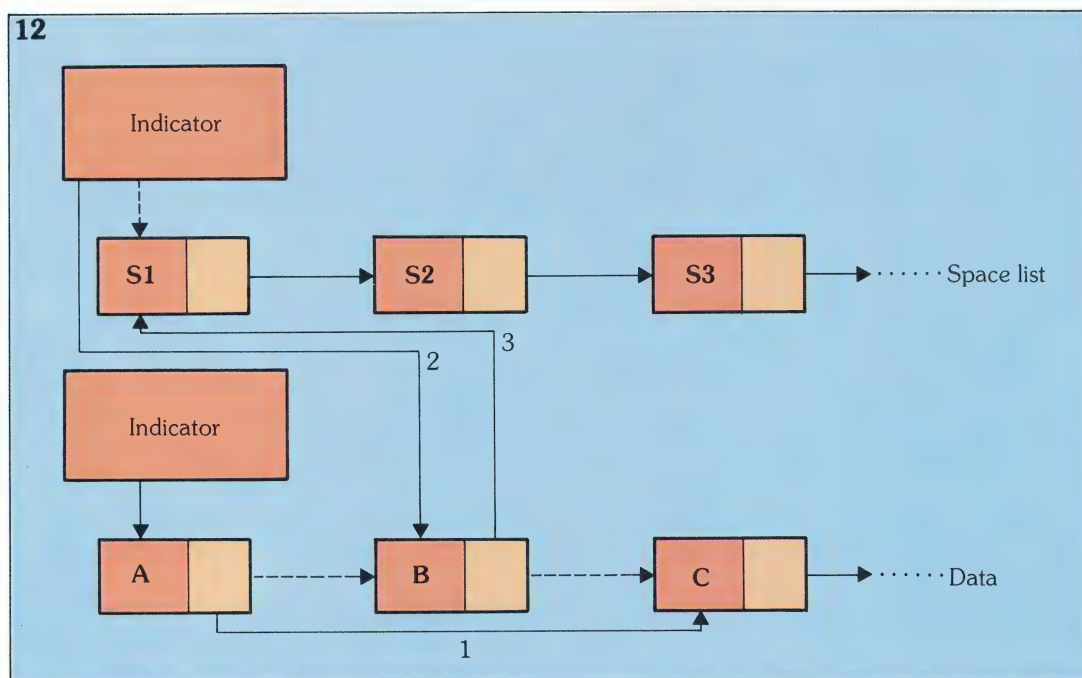 12
Indicator
S1 S2 S3 ...... Space list
3
2
Indicator
A B C ...... Data
1